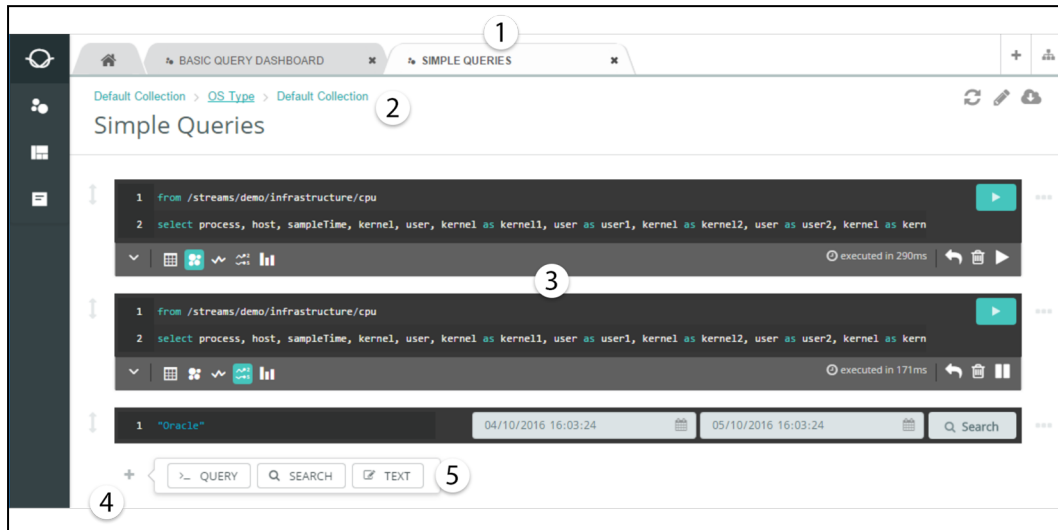 1
BASIC QUERY DASHBOARD
SIMPLE QUERIES
Default Collection > OS Type > Default Collection
2
Simple Queries
1 from /streams/demo/infrastructure/cpu
2 select process, host, sampleTime, kernel, user, kernel as kernel1, user as user1, kernel as kernel2, user as user2, kernel as kern
executed in 290ms
3
1 from /streams/demo/infrastructure/cpu
2 select process, host, sampleTime, kernel, user, kernel as kernel1, user as user1, kernel as kernel2, user as user2, kernel as kern
executed in 171ms
1 "Oracle" 04/10/2016 16:03:24 05/10/2016 16:03:24 Search
>_ QUERY SEARCH TEXT 5
4